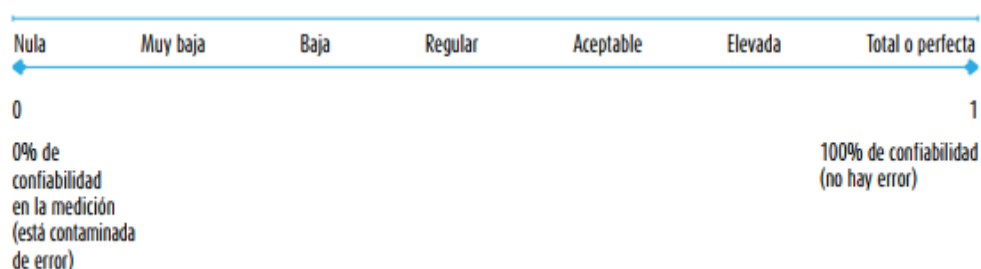 Nula Muy baja Baja Regular Aceptable Elevada Total o perfecta
0 1
0% de
confiabilidad
en la medición
(está contaminada
de error)
100% de confiabilidad
(no hay error)